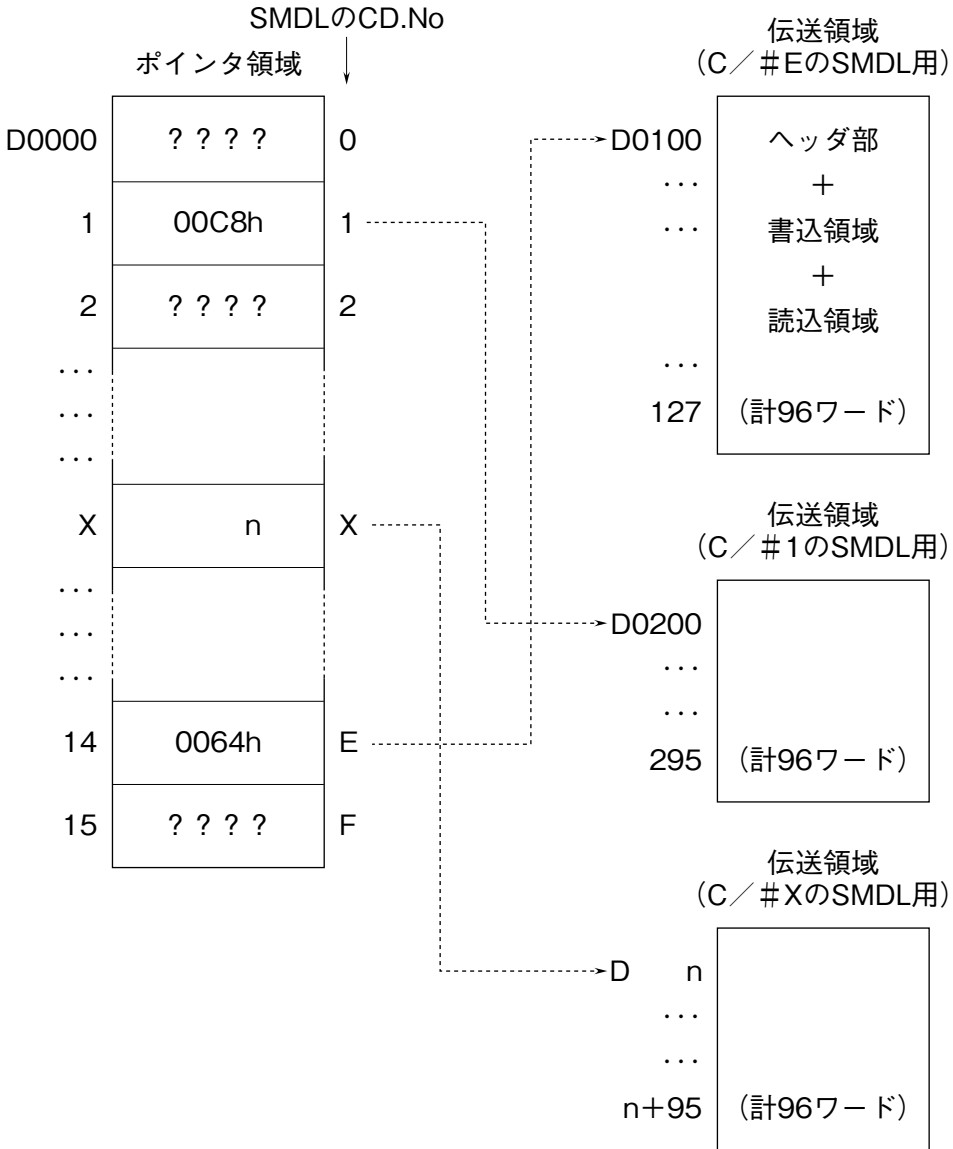 SMDLのCD.No
ポインタ領域
D0000 ???? 0
1 00C8h 1
2 ???? 2
...
...
...
X n X
...
...
...
14 0064h E
15 ???? F
伝送領域
(C/#EのSMDL用)
D0100 ヘッダ部
... +
... 書込領域
+
読込領域
...
127 (計96ワード)
伝送領域
(C/#1のSMDL用)
D0200
...
...
295 (計96ワード)
伝送領域
(C/#XのSMDL用)
D n
...
...
n+95 (計96ワード)